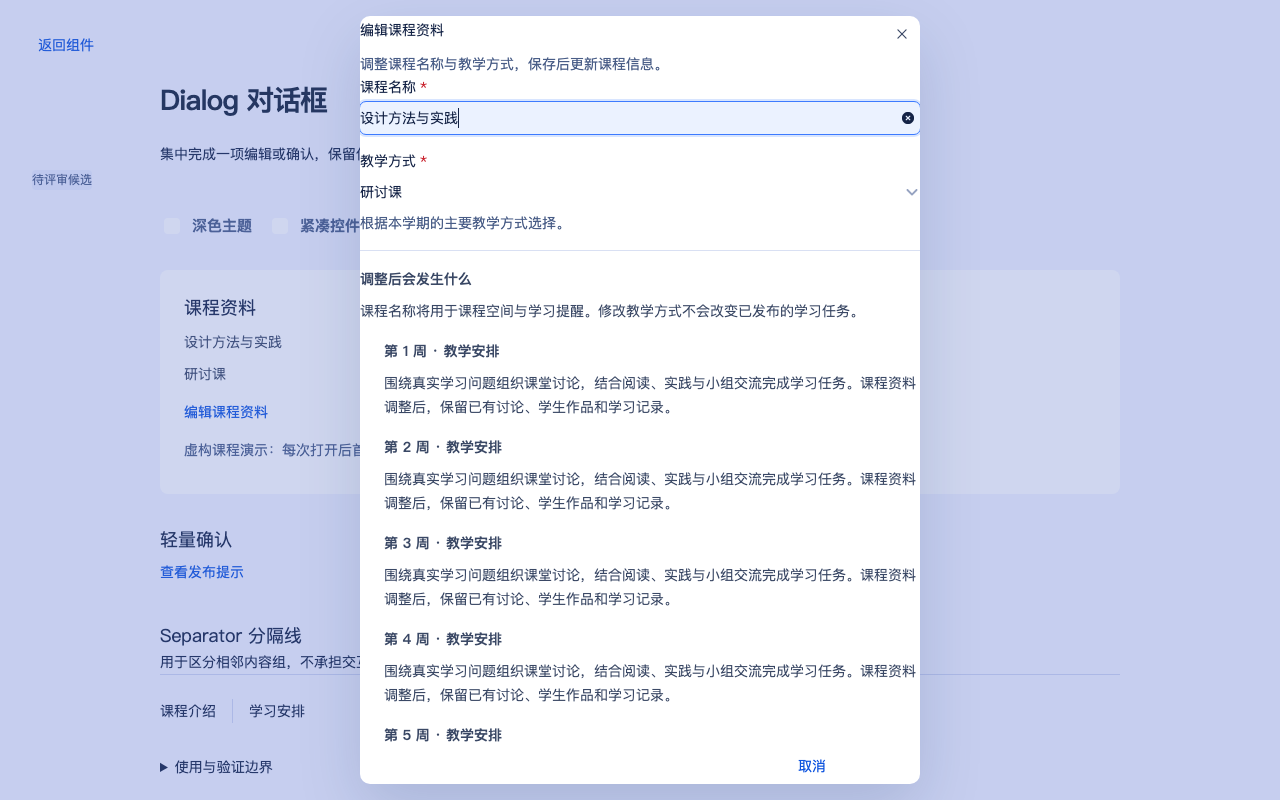 返回组件
Dialog 对话框
集中完成一项编辑或确认，保留
待评审候选
深色主题
紧凑控件
课程资料
设计方法与实践
研讨课
编辑课程资料
虚构课程演示：每次打开后
轻量确认
查看发布提示
Separator 分隔线
用于区分相邻内容组，不承担交
课程介绍
学习安排
使用与验证边界
编辑课程资料
调整课程名称与教学方式，保存后更新课程信息。
课程名称 *
设计方法与实践
教学方式 *
研讨课
根据本学期的主要教学方式选择。
调整后会发生什么
课程名称将用于课程空间与学习提醒。修改教学方式不会改变已发布的学习任务。
第 1 周 · 教学安排
围绕真实学习问题组织课堂讨论，结合阅读、实践与小组交流完成学习任务。课程资料
调整后，保留已有讨论、学生作品和学习记录。
第 2 周 · 教学安排
围绕真实学习问题组织课堂讨论，结合阅读、实践与小组交流完成学习任务。课程资料
调整后，保留已有讨论、学生作品和学习记录。
第 3 周 · 教学安排
围绕真实学习问题组织课堂讨论，结合阅读、实践与小组交流完成学习任务。课程资料
调整后，保留已有讨论、学生作品和学习记录。
第 4 周 · 教学安排
围绕真实学习问题组织课堂讨论，结合阅读、实践与小组交流完成学习任务。课程资料
调整后，保留已有讨论、学生作品和学习记录。
第 5 周 · 教学安排
取消